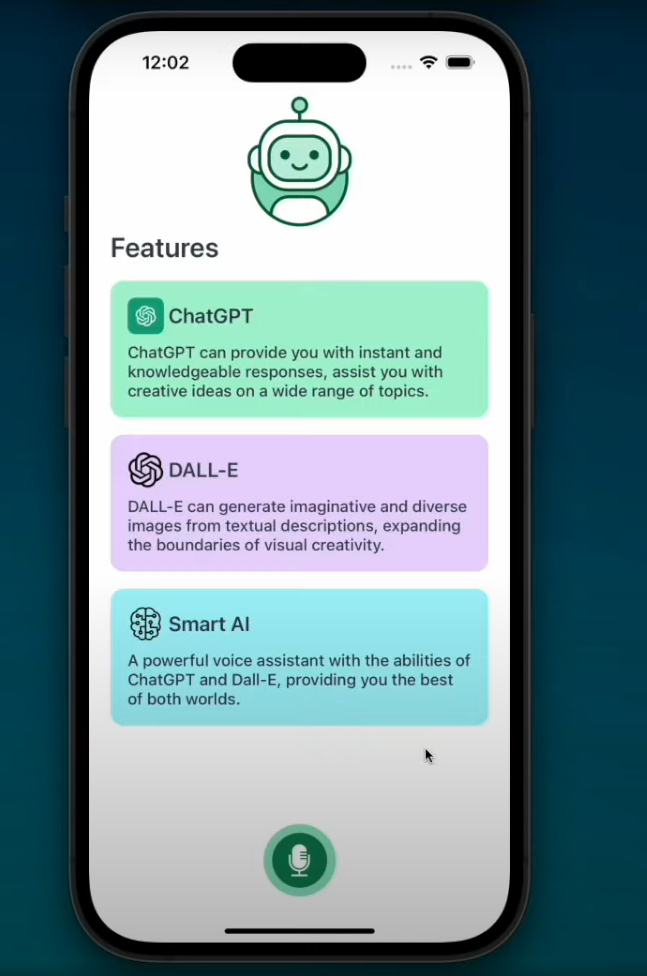 12:02
Features
ChatGPT
ChatGPT can provide you with instant and
knowledgeable responses, assist you with
creative ideas on a wide range of topics.
DALL-E
DALL-E can generate imaginative and diverse
images from textual descriptions, expanding
the boundaries of visual creativity.
Smart AI
A powerful voice assistant with the abilities of
ChatGPT and Dall-E, providing you the best
of both worlds.